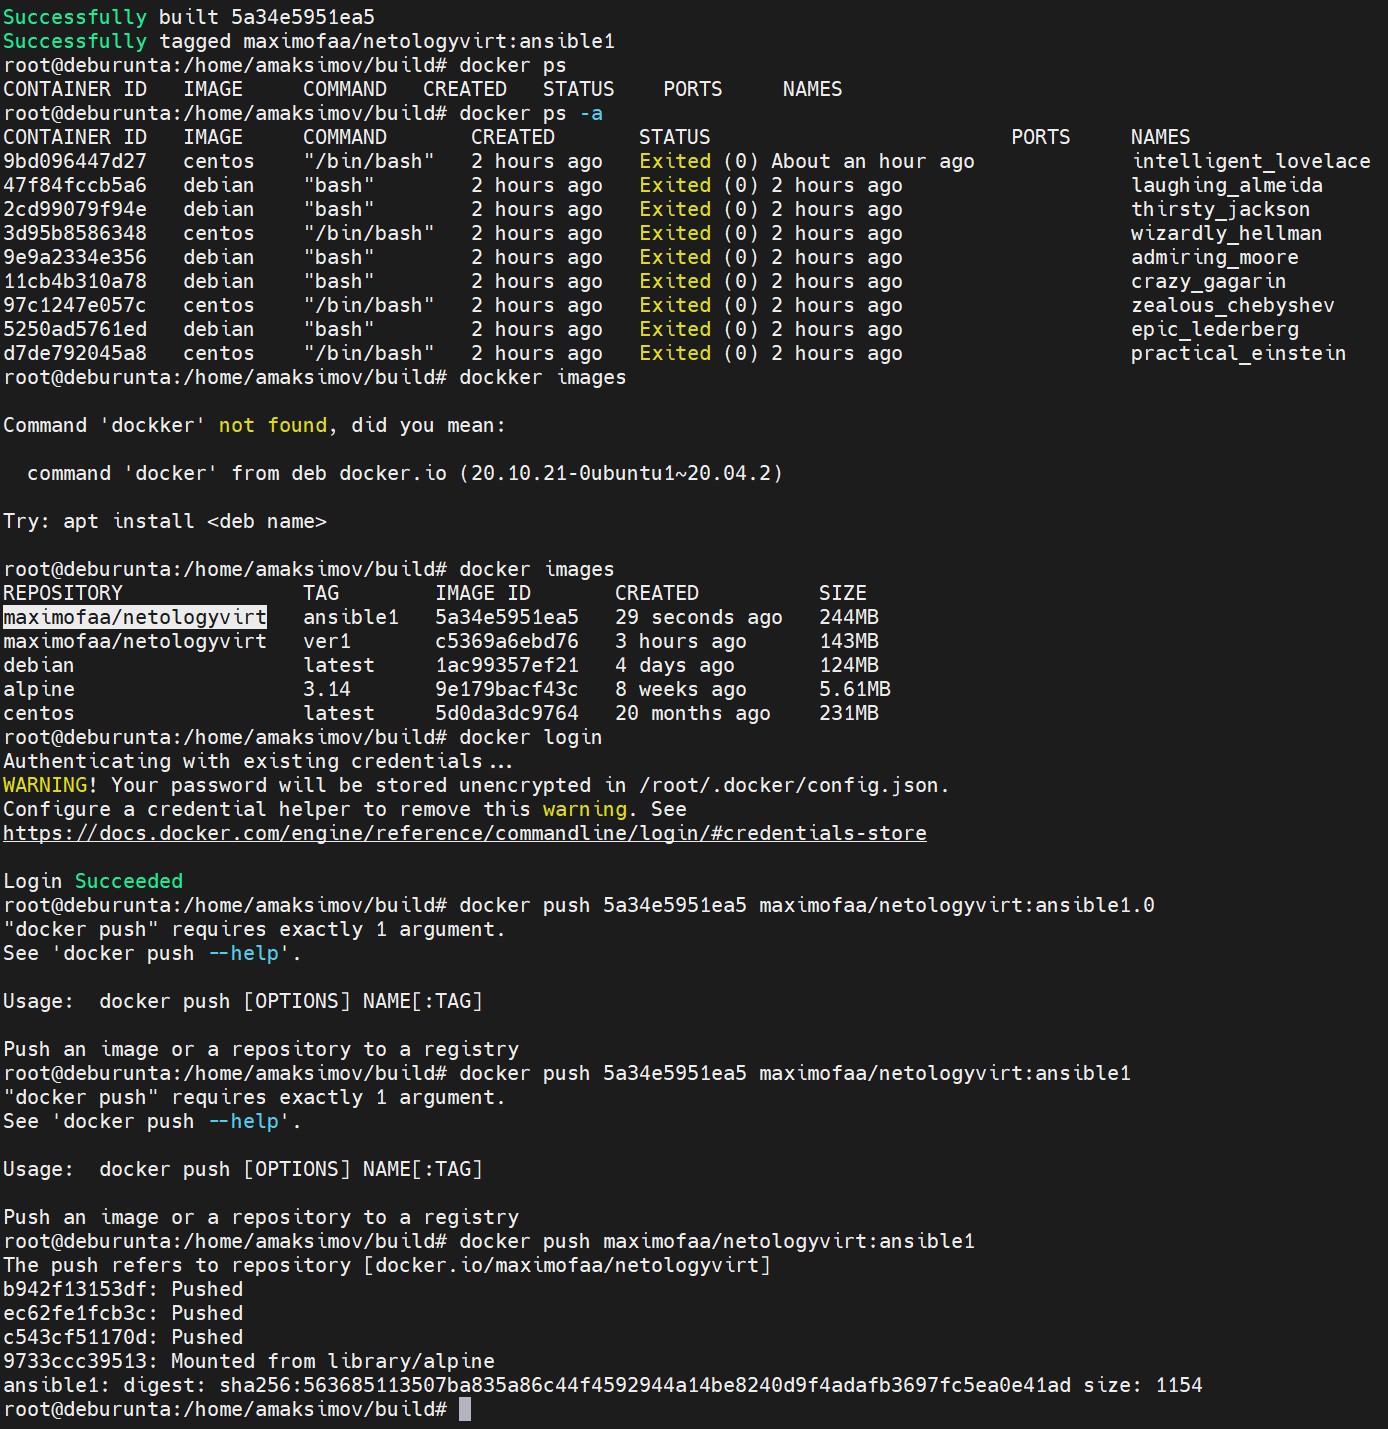 Successfully built 5a34e5951ea5
Successfully tagged maximofaa/netologyvirt:ansible1
root@deburunta:/home/amaksimov/build# docker ps
CONTAINER ID   IMAGE     COMMAND   CREATED   STATUS    PORTS     NAMES
root@deburunta:/home/amaksimov/build# docker ps -a
CONTAINER ID   IMAGE     COMMAND       CREATED       STATUS                         PORTS     NAMES
9bd096447d27   centos    "/bin/bash"   2 hours ago   Exited (0) About an hour ago             intelligent_lovelace
47f84fccb5a6   debian    "bash"        2 hours ago   Exited (0) 2 hours ago                   laughing_almeida
2cd99079f94e   debian    "bash"        2 hours ago   Exited (0) 2 hours ago                   thirsty_jackson
3d95b8586348   centos    "/bin/bash"   2 hours ago   Exited (0) 2 hours ago                   wizardly_hellman
9e9a2334e356   debian    "bash"        2 hours ago   Exited (0) 2 hours ago                   admiring_moore
11cb4b310a78   debian    "bash"        2 hours ago   Exited (0) 2 hours ago                   crazy_gagarin
97c1247e057c   centos    "/bin/bash"   2 hours ago   Exited (0) 2 hours ago                   zealous_chebyshev
5250ad5761ed   debian    "bash"        2 hours ago   Exited (0) 2 hours ago                   epic_lederberg
d7de792045a8   centos    "/bin/bash"   2 hours ago   Exited (0) 2 hours ago                   practical_einstein
root@deburunta:/home/amaksimov/build# dockker images
Command 'dockker' not found, did you mean:
command 'docker' from deb docker.io (20.10.21-0ubuntu1~20.04.2)
Try: apt install <deb name>
root@deburunta:/home/amaksimov/build# docker images
REPOSITORY               TAG        IMAGE ID       CREATED          SIZE
maximofaa/netologyvirt   ansible1   5a34e5951ea5   29 seconds ago   244MB
maximofaa/netologyvirt   ver1       c5369a6ebd76   3 hours ago      143MB
debian                   latest     1ac99357ef21   4 days ago       124MB
alpine                   3.14       9e179bacf43c   8 weeks ago      5.61MB
centos                   latest     5d0da3dc9764   20 months ago    231MB
root@deburunta:/home/amaksimov/build# docker login
Authenticating with existing credentials...
WARNING! Your password will be stored unencrypted in /root/.docker/config.json.
Configure a credential helper to remove this warning. See
https://docs.docker.com/engine/reference/commandline/login/#credentials-store
Login Succeeded
root@deburunta:/home/amaksimov/build# docker push 5a34e5951ea5 maximofaa/netologyvirt:ansible1.0
"docker push" requires exactly 1 argument.
See 'docker push --help'.
Usage:  docker push [OPTIONS] NAME[:TAG]
Push an image or a repository to a registry
root@deburunta:/home/amaksimov/build# docker push 5a34e5951ea5 maximofaa/netologyvirt:ansible1
"docker push" requires exactly 1 argument.
See 'docker push --help'.
Usage:  docker push [OPTIONS] NAME[:TAG]
Push an image or a repository to a registry
root@deburunta:/home/amaksimov/build# docker push maximofaa/netologyvirt:ansible1
The push refers to repository [docker.io/maximofaa/netologyvirt]
b942f13153df: Pushed
ec62fe1fcb3c: Pushed
c543cf51170d: Pushed
9733ccc39513: Mounted from library/alpine
ansible1: digest: sha256:563685113507ba835a86c44f4592944a14be8240d9f4adafb3697fc5ea0e41ad size: 1154
root@deburunta:/home/amaksimov/build#